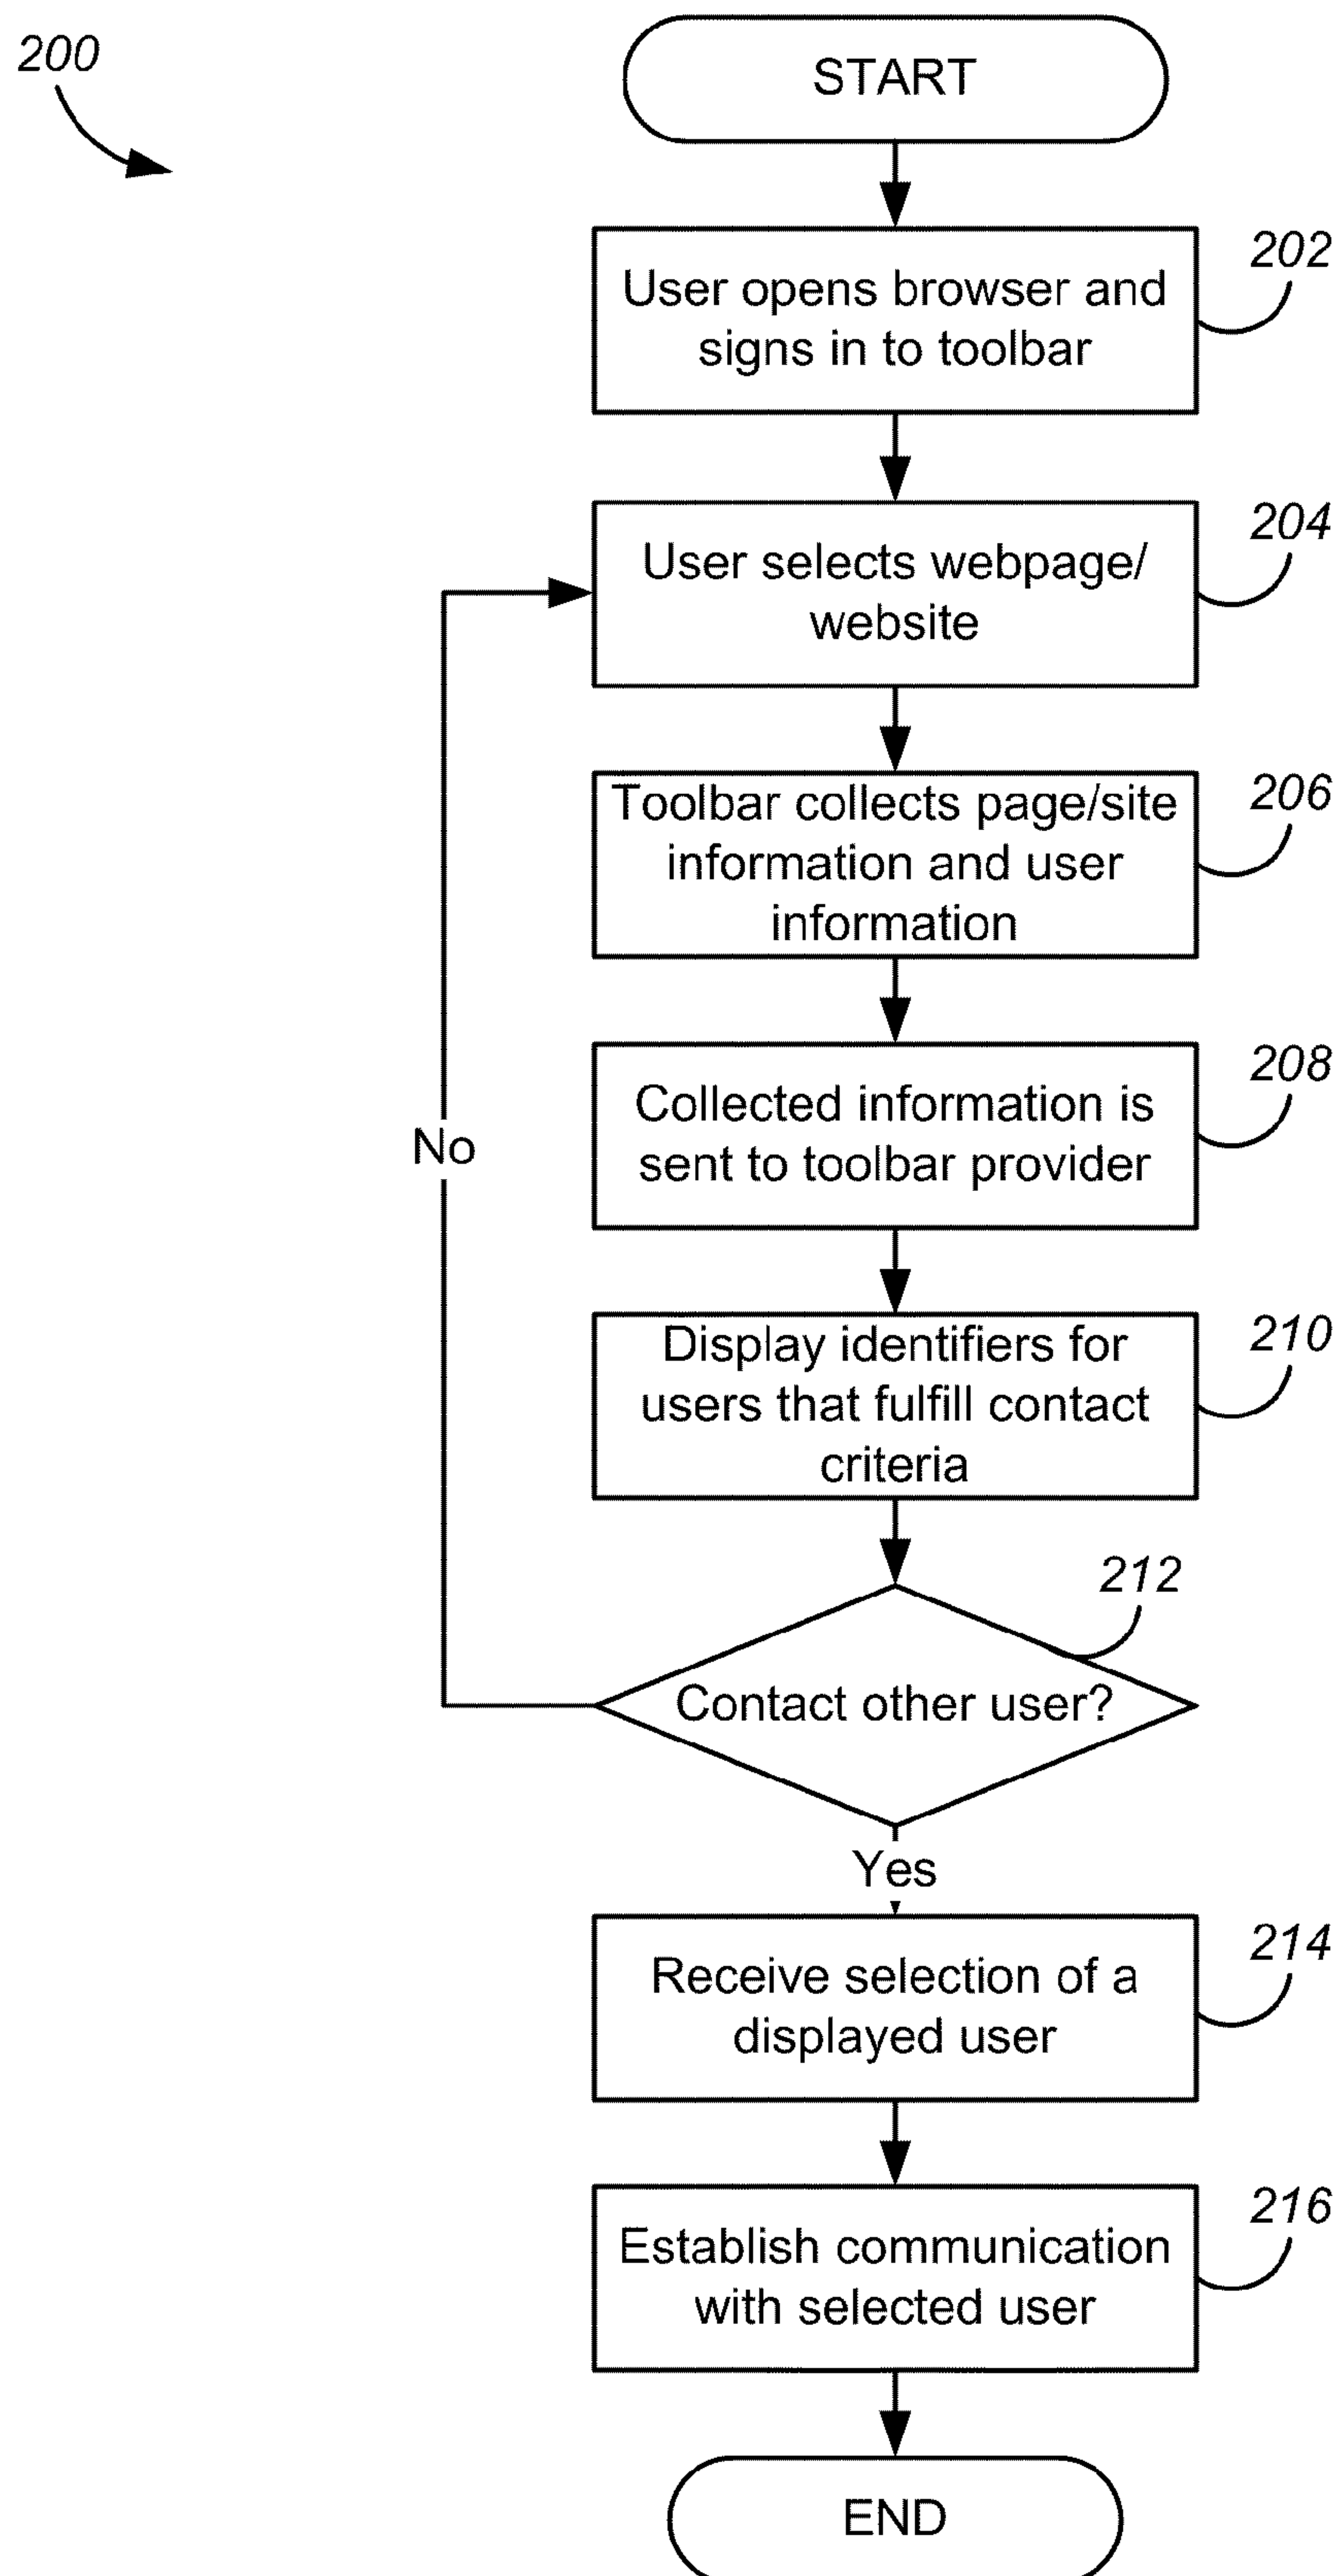 200
START
202
User opens browser and
signs in to toolbar
204
User selects webpage/
website
206
Toolbar collects page/site
information and user
information
208
Collected information is
sent to toolbar provider
No
210
Display identifiers for
users that fulfill contact
criteria
212
Contact other user?
Yes
214
Receive selection of a
displayed user
216
Establish communication
with selected user
END